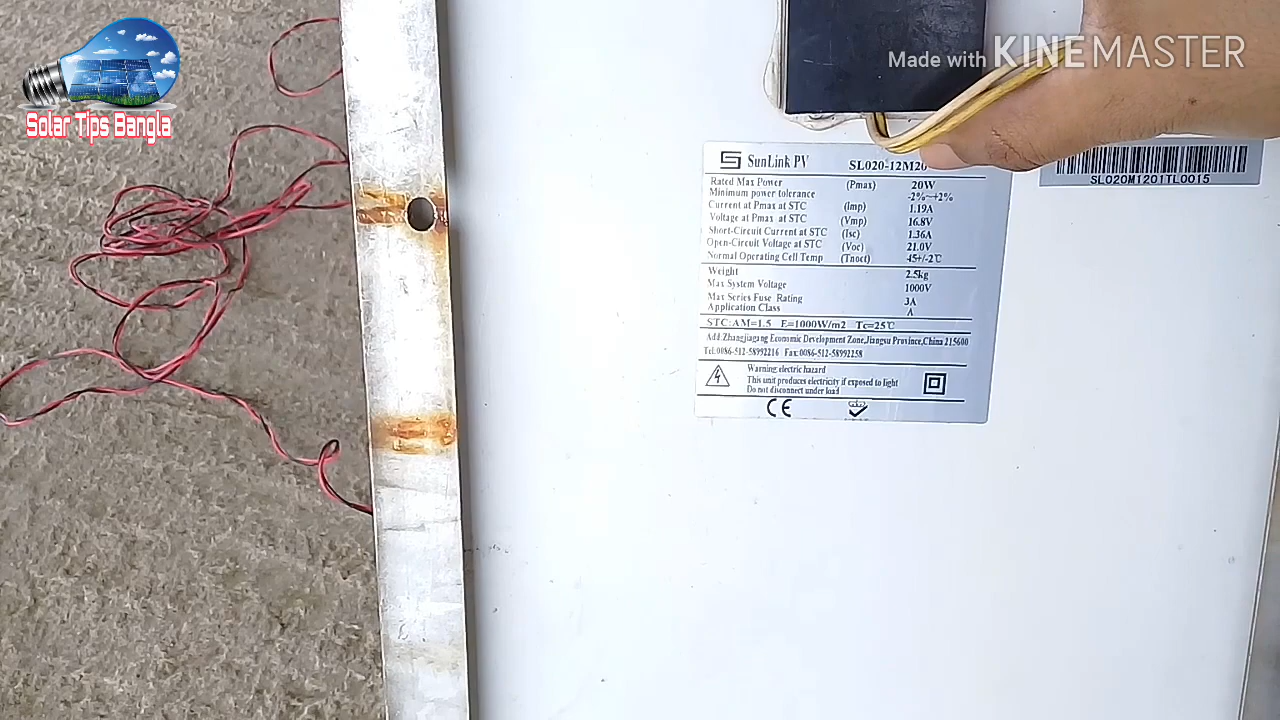 Solar Tips Bangla
Made with KINEMASTER
SunLink PV SL020-12M20
Rated Max Power (Pmax) 20W
Minimum power tolerance -2%~+2%
Current at Pmax at STC (Imp) 1.19A
Voltage at Pmax at STC (Vmp) 16.8V
Short-Circuit Current at STC (Isc) 1.36A
Open-Circuit Voltage at STC (Voc) 21.0V
Normal Operating Cell Temp (Tnoct) 45+/-2℃
Weight 2.5kg
Max System Voltage 1000V
Max Series Fuse Rating 3A
Application Class A
STC:AM=1.5 E=1000W/m2 Tc=25℃
Add:Zhangjiagang Economic Development Zone,Jiangsu Province,China 215600
Tel:0086-512-58992216 Fax:0086-512-58992258
Warning electric hazard
This unit produces electricity if exposed to light
Do not disconnect under load
CE
SL020M1201TL0015